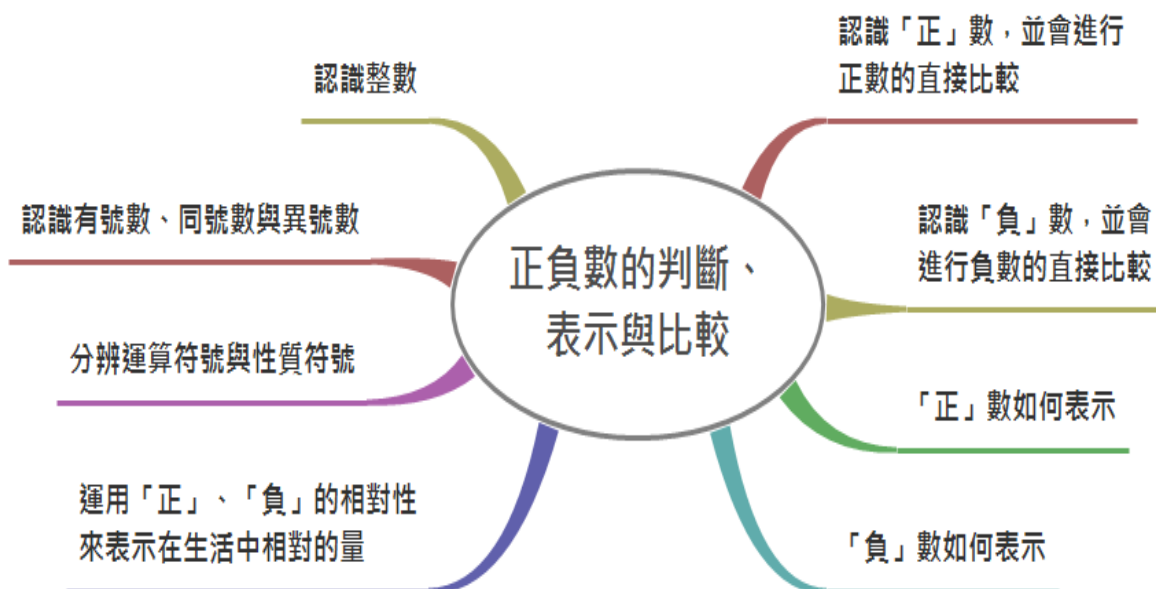 正負數的判斷、
表示與比較
認識「正」數，並會進行
正數的直接比較
認識「負」數，並會
進行負數的直接比較
「正」數如何表示
「負」數如何表示
運用「正」、「負」的相對性
來表示在生活中相對的量
分辨運算符號與性質符號
認識有號數、同號數與異號數
認識整數